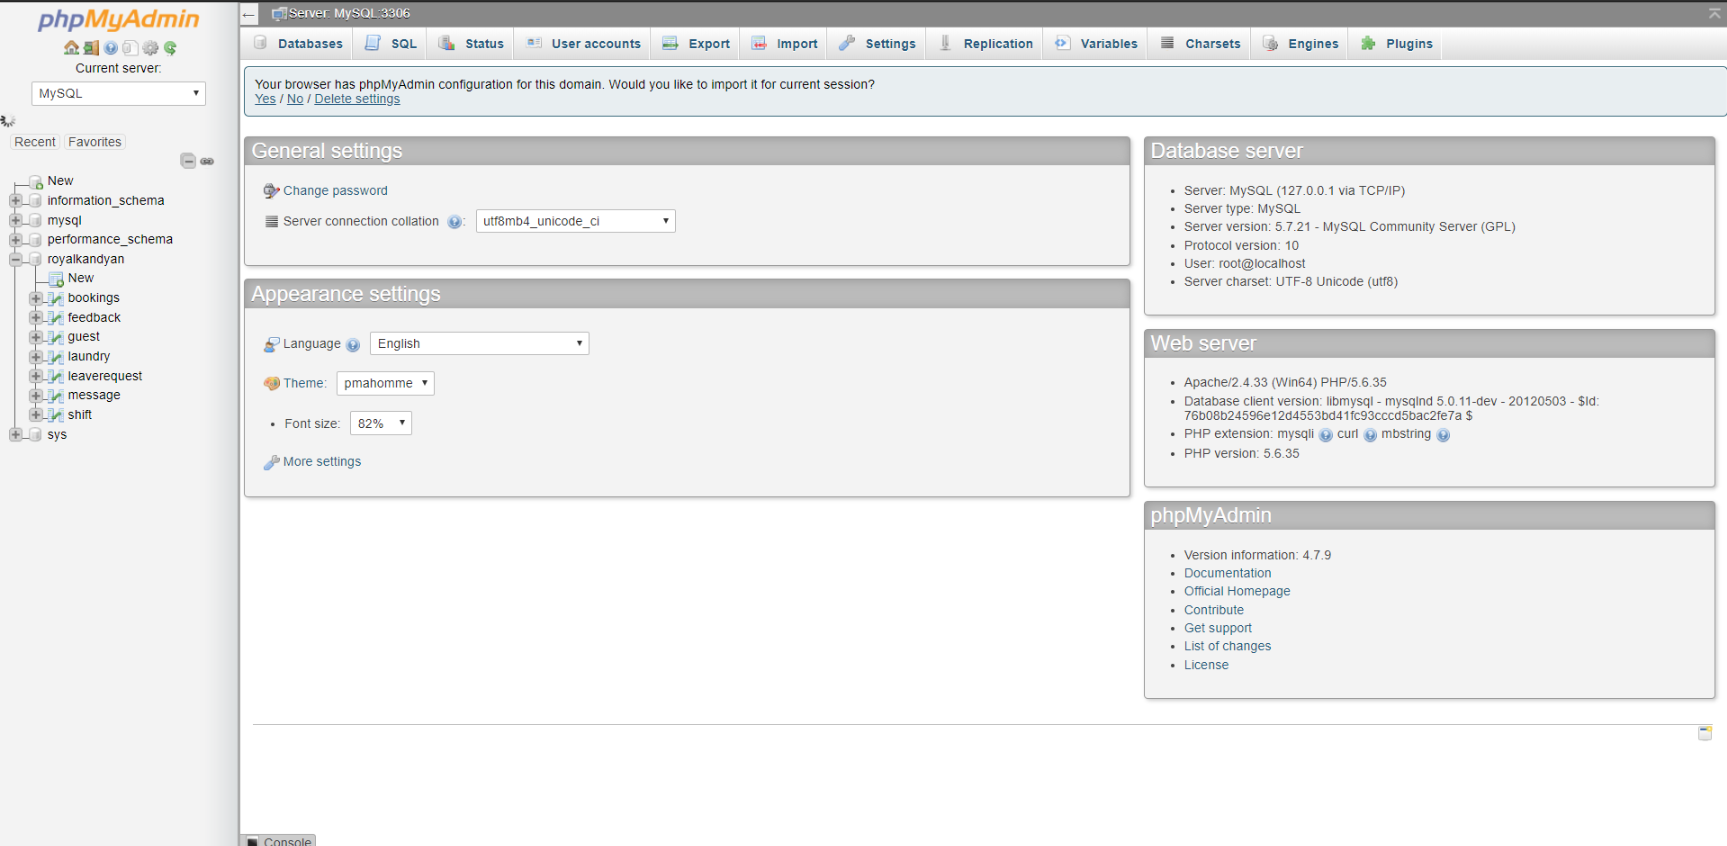 phpMyAdmin
Current server:
MySQL
Recent Favorites
New
information_schema
mysql
performance_schema
royalkandyan
New
bookings
feedback
guest
laundry
leaverequest
message
shift
sys
Server: MySQL:3306
Databases SQL Status User accounts Export Import Settings Replication Variables Charsets Engines Plugins
Your browser has phpMyAdmin configuration for this domain. Would you like to import it for current session?
Yes / No / Delete settings
General settings
Change password
Server connection collation : utf8mb4_unicode_ci
Appearance settings
Language English
Theme: pmahomme
Font size: 82%
More settings
Database server
Server: MySQL (127.0.0.1 via TCP/IP)
Server type: MySQL
Server version: 5.7.21 - MySQL Community Server (GPL)
Protocol version: 10
User: root@localhost
Server charset: UTF-8 Unicode (utf8)
Web server
Apache/2.4.33 (Win64) PHP/5.6.35
Database client version: libmysql - mysqlnd 5.0.11-dev - 20120503 - $Id:
76b08b24596e12d4553bd41fc93cccd5bac2fe7a $
PHP extension: mysqli curl mbstring
PHP version: 5.6.35
phpMyAdmin
Version information: 4.7.9
Documentation
Official Homepage
Contribute
Get support
List of changes
License
Console